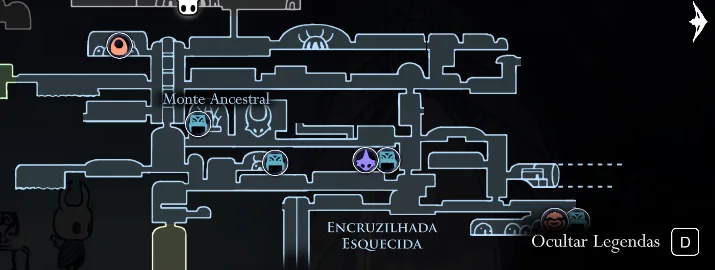 Monte Ancestral
ENCRUZILHADA
ESQUECIDA
Ocultar Legendas D